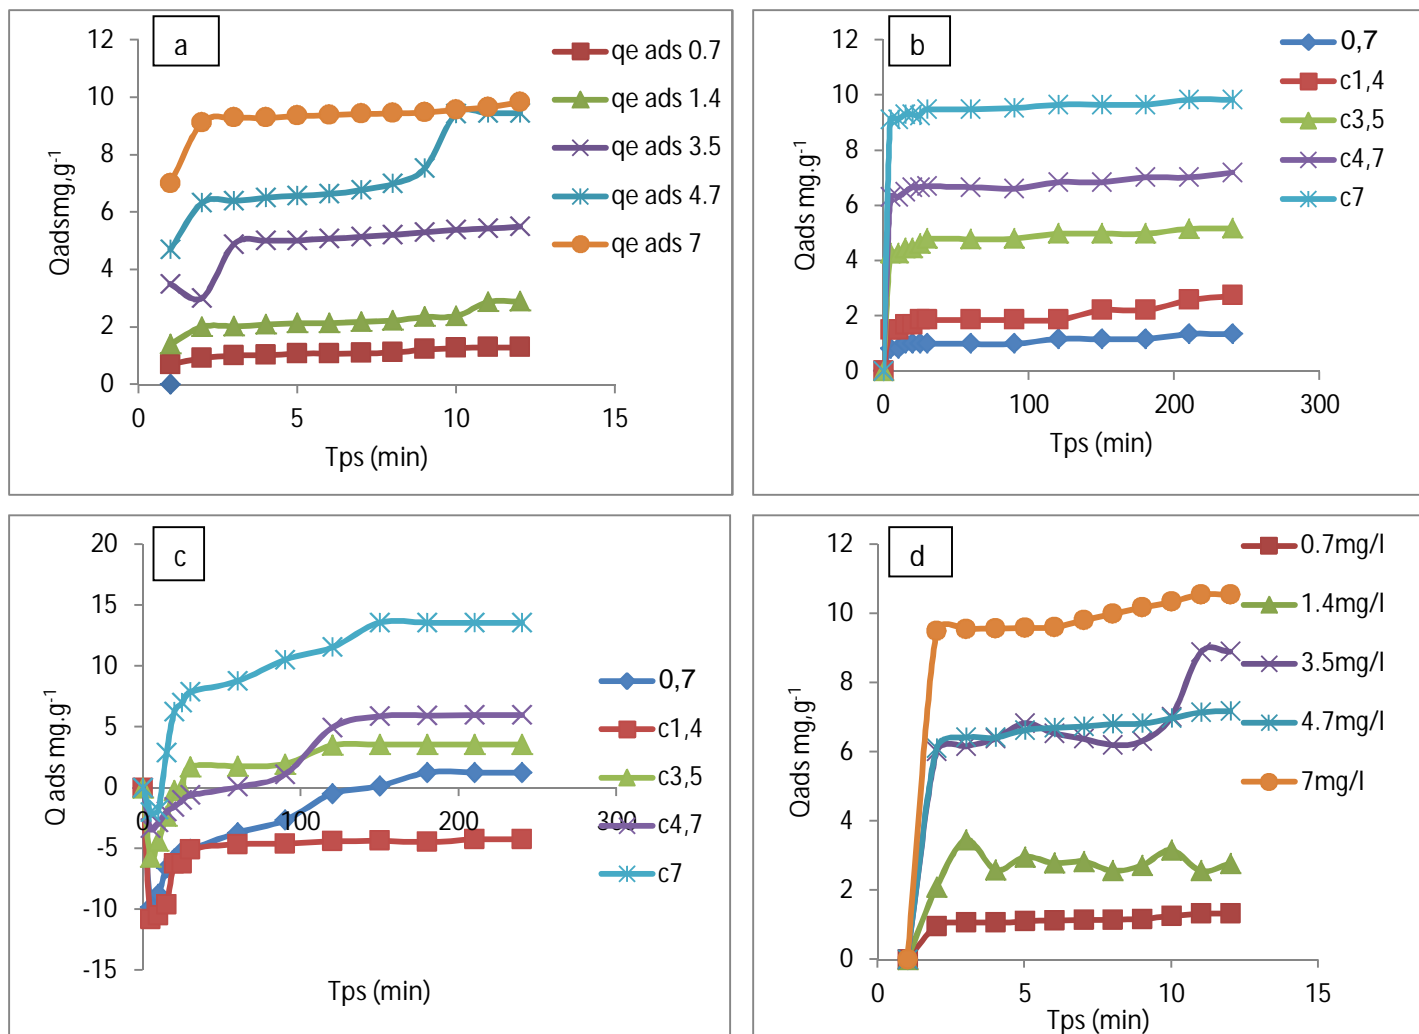 a
12
10
8
6
4
2
0
0
5
10
15
Qadsmg,g-1
Tps (min)
qe ads 0.7
qe ads 1.4
qe ads 3.5
qe ads 4.7
qe ads 7
b
12
10
8
6
4
2
0
0
100
200
300
Qads mg.g-1
Tps (min)
0,7
c1,4
c3,5
c4,7
c7
c
20
15
10
5
0
-5
-10
-15
0
100
200
300
Q ads mg.g-1
Tps (min)
0,7
c1,4
c3,5
c4,7
c7
d
12
10
8
6
4
2
0
0
5
10
15
Qads mg,g-1
Tps (min)
0.7mg/l
1.4mg/l
3.5mg/l
4.7mg/l
7mg/l